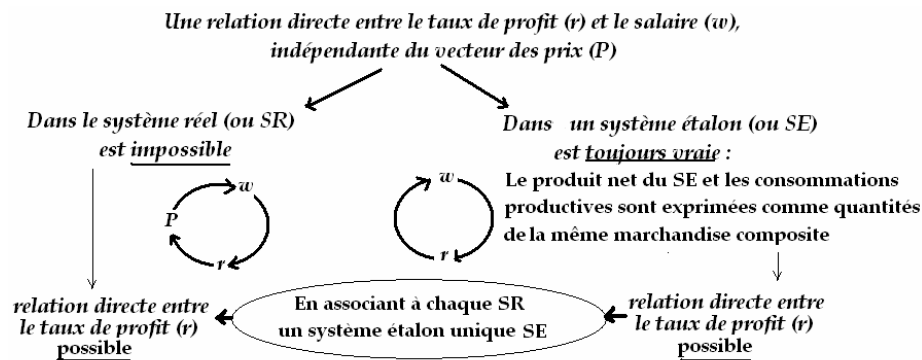 Une relation directe entre le taux de profit (r) et le salaire (w),
indépendante du vecteur des prix (P)
Dans le système réel (ou SR)
est impossible
Dans un système étalon (ou SE)
est toujours vraie :
Le produit net du SE et les consommations
productives sont exprimées comme quantités
de la même marchandise composite
P
w
r
w
r
relation directe entre
le taux de profit (r)
possible
En associant à chaque SR
un système étalon unique SE
relation directe entre
le taux de profit (r)
possible